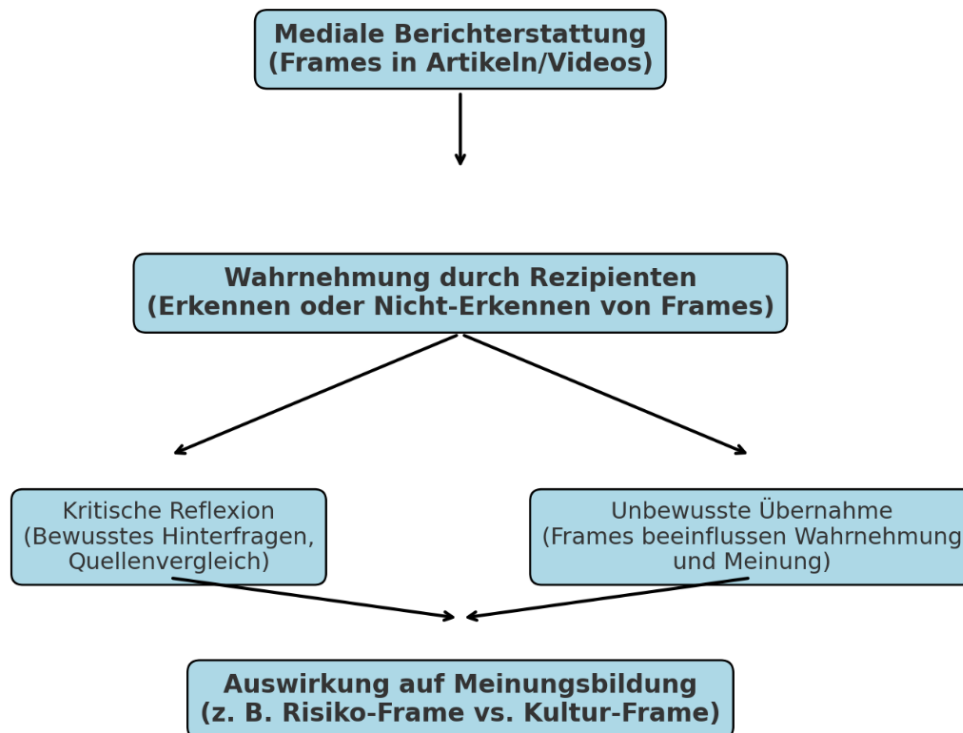 Mediale Berichterstattung
(Frames in Artikeln/Videos)
Wahrnehmung durch Rezipienten
(Erkennen oder Nicht-Erkennen von Frames)
Kritische Reflexion
(Bewusstes Hinterfragen,
Quellenvergleich)
Unbewusste Übernahme
(Frames beeinflussen Wahrnehmung
und Meinung)
Auswirkung auf Meinungsbildung
(z. B. Risiko-Frame vs. Kultur-Frame)